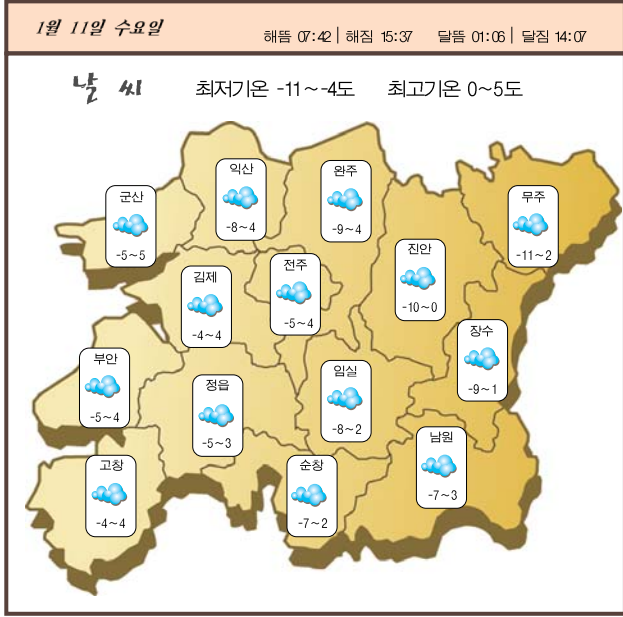 1월 11일 수요일
해뜸 07:42 | 해짐 15:37 달뜸 01:06 | 달짐 14:07
날 씨 최저기온 -11~-4도 최고기온 0~5도
익산
-8~4
완주
-9~4
군산
-5~5
무주
-11~2
진안
-10~0
전주
-5~4
김제
-4~4
장수
-9~1
부안
-5~4
임실
-8~2
정읍
-5~3
남원
-7~3
고창
-4~4
순창
-7~2